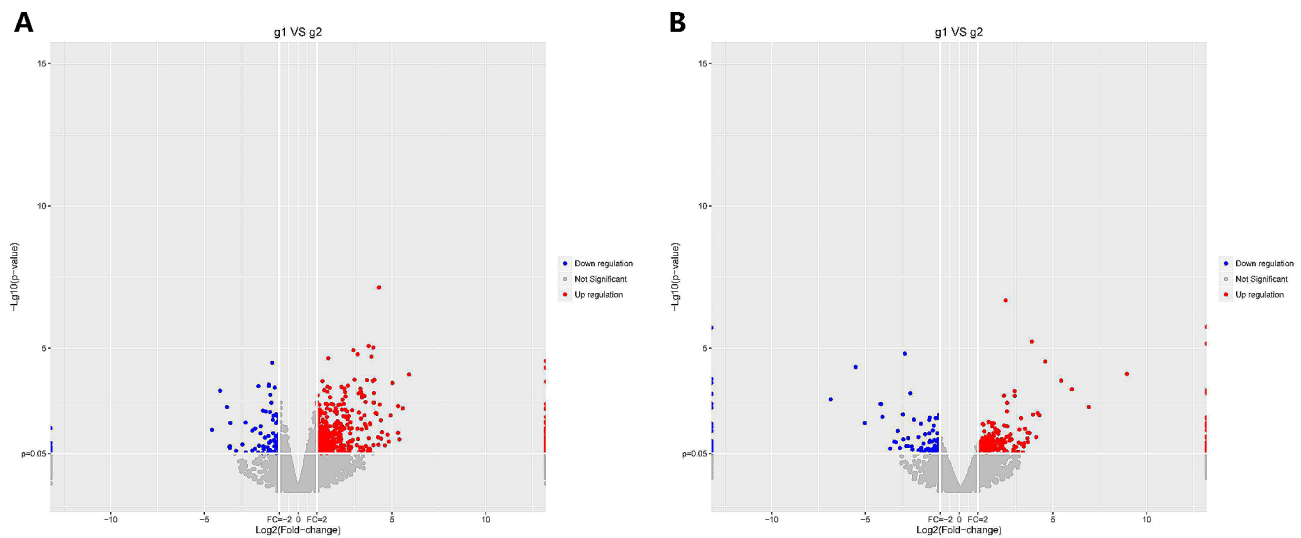 A
g1 VS g2
15
10
5
p=0.05
−Lg10(p−value)
−10
−5
FC=−2
0
FC=2
5
10
Log2(Fold−change)
Down regulation
Not Significant
Up regulation
B
g1 VS g2
15
10
5
p=0.05
−Lg10(p−value)
−10
−5
FC=−2
0
FC=2
5
10
Log2(Fold−change)
Down regulation
Not Significant
Up regulation